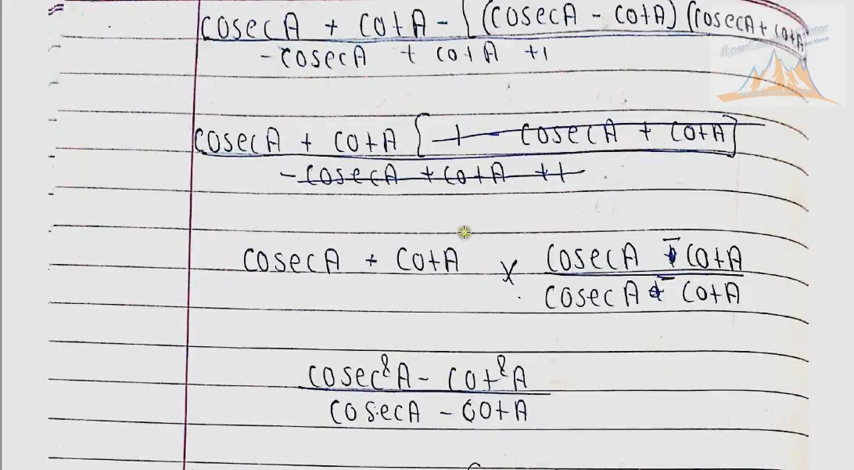 cosecA + cotA - [(cosecA - cotA) (cosecA + cotA
-cosecA + cotA +1
cosecA + cotA [1 - cosecA + cotA]
-cosecA + cotA +1
cosecA + cotA × cosecA - cotA
cosecA - cotA
cosec²A - cot²A
cosecA - cotA